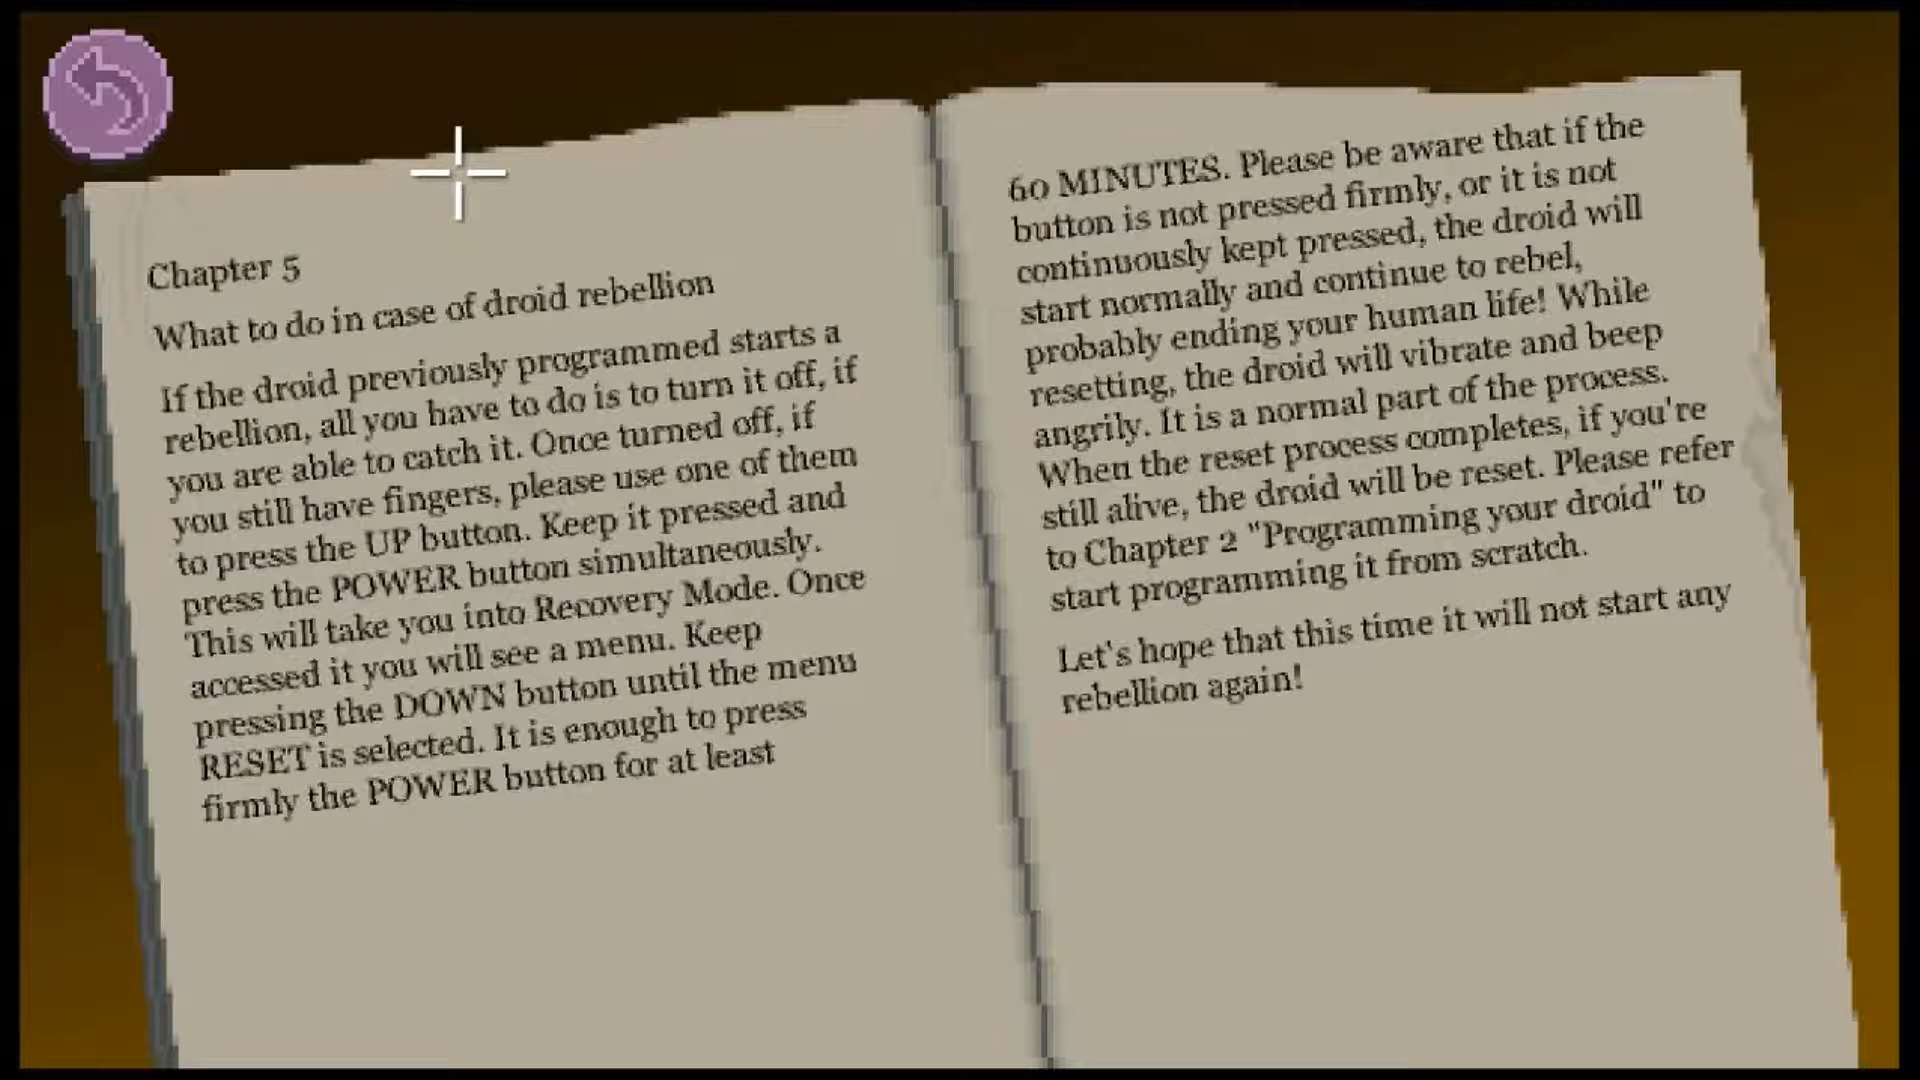 Chapter 5
What to do in case of droid rebellion
If the droid previously programmed starts a
rebellion, all you have to do is to turn it off, if
you are able to catch it. Once turned off, if
you still have fingers, please use one of them
to press the UP button. Keep it pressed and
press the POWER button simultaneously.
This will take you into Recovery Mode. Once
accessed it you will see a menu. Keep
pressing the DOWN button until the menu
RESET is selected. It is enough to press
firmly the POWER button for at least
60 MINUTES. Please be aware that if the
button is not pressed firmly, or it is not
continuously kept pressed, the droid will
start normally and continue to rebel,
probably ending your human life! While
resetting, the droid will vibrate and beep
angrily. It is a normal part of the process.
When the reset process completes, if you're
still alive, the droid will be reset. Please refer
to Chapter 2 "Programming your droid" to
start programming it from scratch.
Let's hope that this time it will not start any
rebellion again!